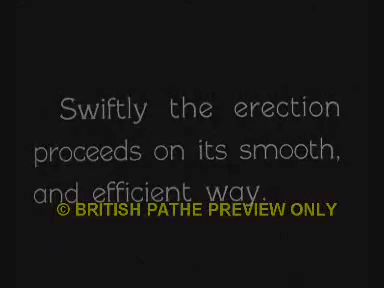 Swiftly the erection
proceeds on its smooth,
and efficient way.
© BRITISH PATHE PREVIEW ONLY